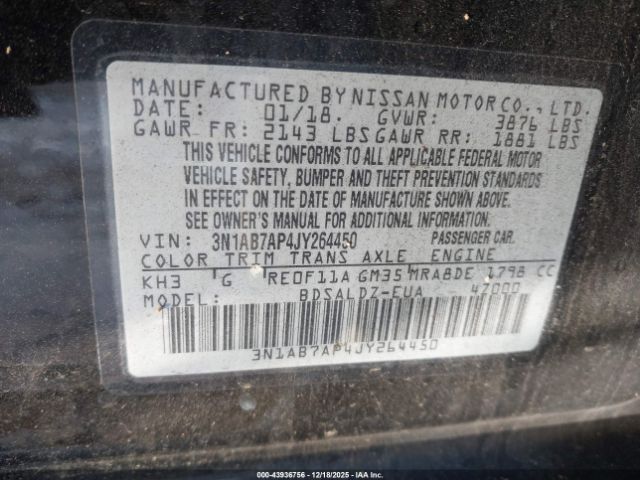 MANUFACTURED BY NISSAN MOTOR CO., LTD.
DATE: 01/18. GVWR: 3876 LBS
GAWR FR: 2143 LBS GAWR RR: 1881 LBS
THIS VEHICLE CONFORMS TO ALL APPLICABLE FEDERAL MOTOR
VEHICLE SAFETY, BUMPER AND THEFT PREVENTION STANDARDS
IN EFFECT ON THE DATE OF MANUFACTURE SHOWN ABOVE.
SEE OWNER'S MANUAL FOR ADDITIONAL INFORMATION.
VIN: 3N1AB7AP4JY264450 PASSENGER CAR.
COLOR TRIM TRANS AXLE ENGINE
KH3 G RE0F11A GM35 MRA8DE 1798 CC
MODEL: BDSALDZ-EUA 47000
3N1AB7AP4JY264450
000-43936756 - 12/18/2025 - IAA Inc.